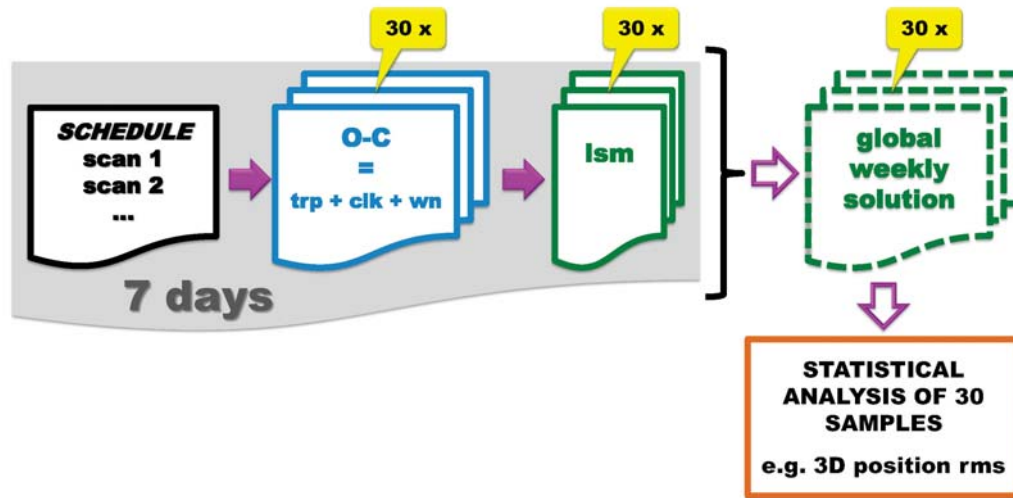 30 x
30 x
30 x
SCHEDULE
scan 1
scan 2
...
O-C
=
trp + clk + wn
lsm
global
weekly
solution
7 days
STATISTICAL
ANALYSIS OF 30
SAMPLES
e.g. 3D position rms